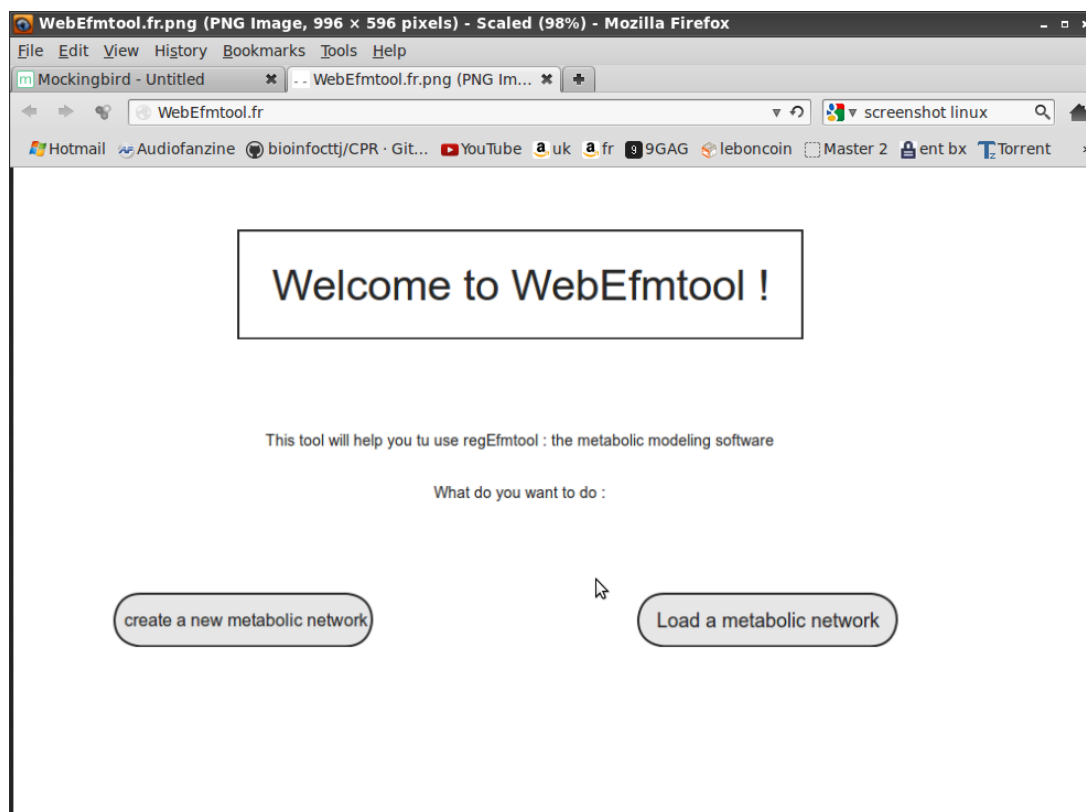 WebEfmtool.fr.png (PNG Image, 996 × 596 pixels) - Scaled (98%) - Mozilla Firefox
File Edit View History Bookmarks Tools Help
m Mockingbird - Untitled WebEfmtool.fr.png (PNG Im...
WebEfmtool.fr screenshot linux
Hotmail Audiofanzine bioinfocttj/CPR · Git... YouTube a uk a fr 9 9GAG leboncoin Master 2 ent bx Tz Torrent »
Welcome to WebEfmtool !
This tool will help you tu use regEfmtool : the metabolic modeling software
What do you want to do :
create a new metabolic network Load a metabolic network